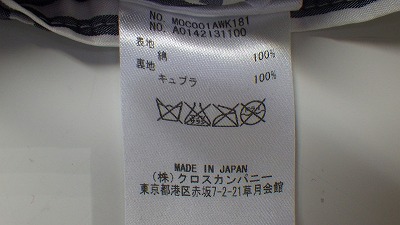 NO. MOC001AWK181
NO. A0142131100
表地
綿 100%
裏地
キュプラ 100%
MADE IN JAPAN
(株)クロスカンパニー
東京都港区赤坂7-2-21草月会館